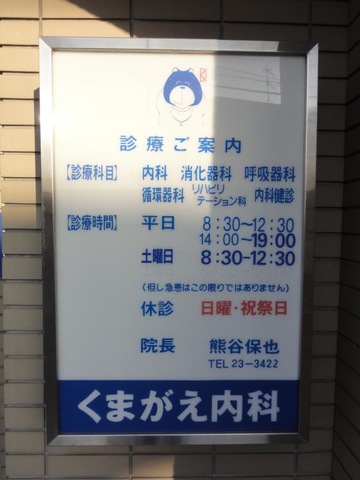 診療ご案内
【診療科目】 内科 消化器科 呼吸器科
循環器科 リハビリテーション科 内科健診
【診療時間】 平日 8:30~12:30
14:00~19:00
土曜日 8:30-12:30
(但し急患はこの限りではありません)
休診 日曜・祝祭日
院長 熊谷保也
TEL 23-3422
くまがえ内科